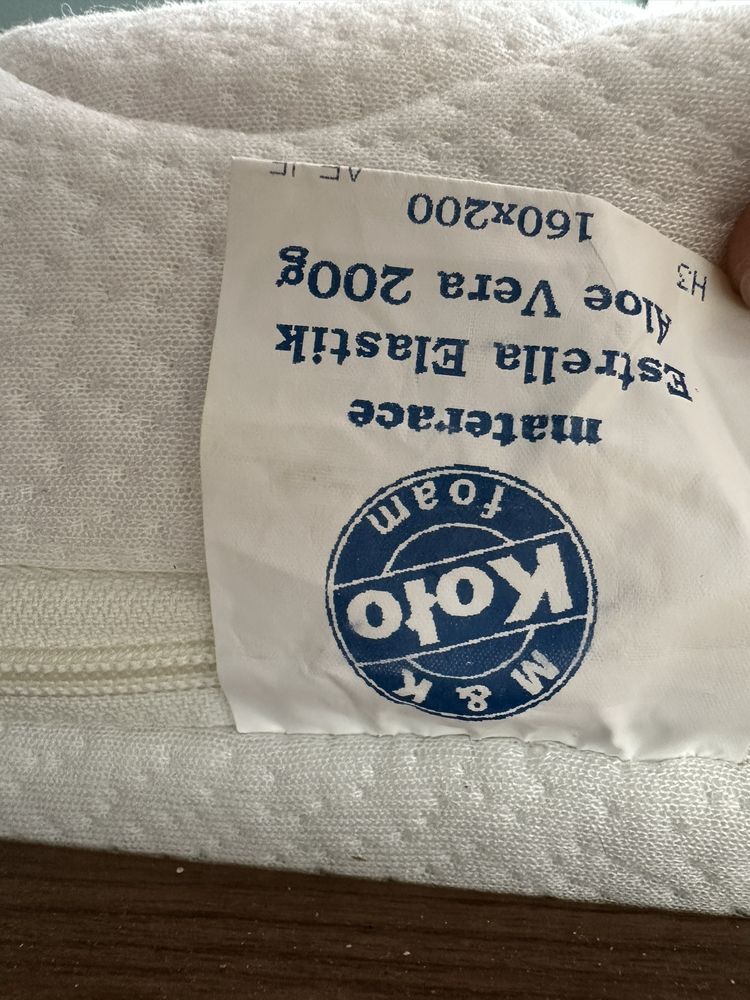 M & K
Koło
foam
materace
Estrella Elastik
Aloe Vera 200g
H3
160x200